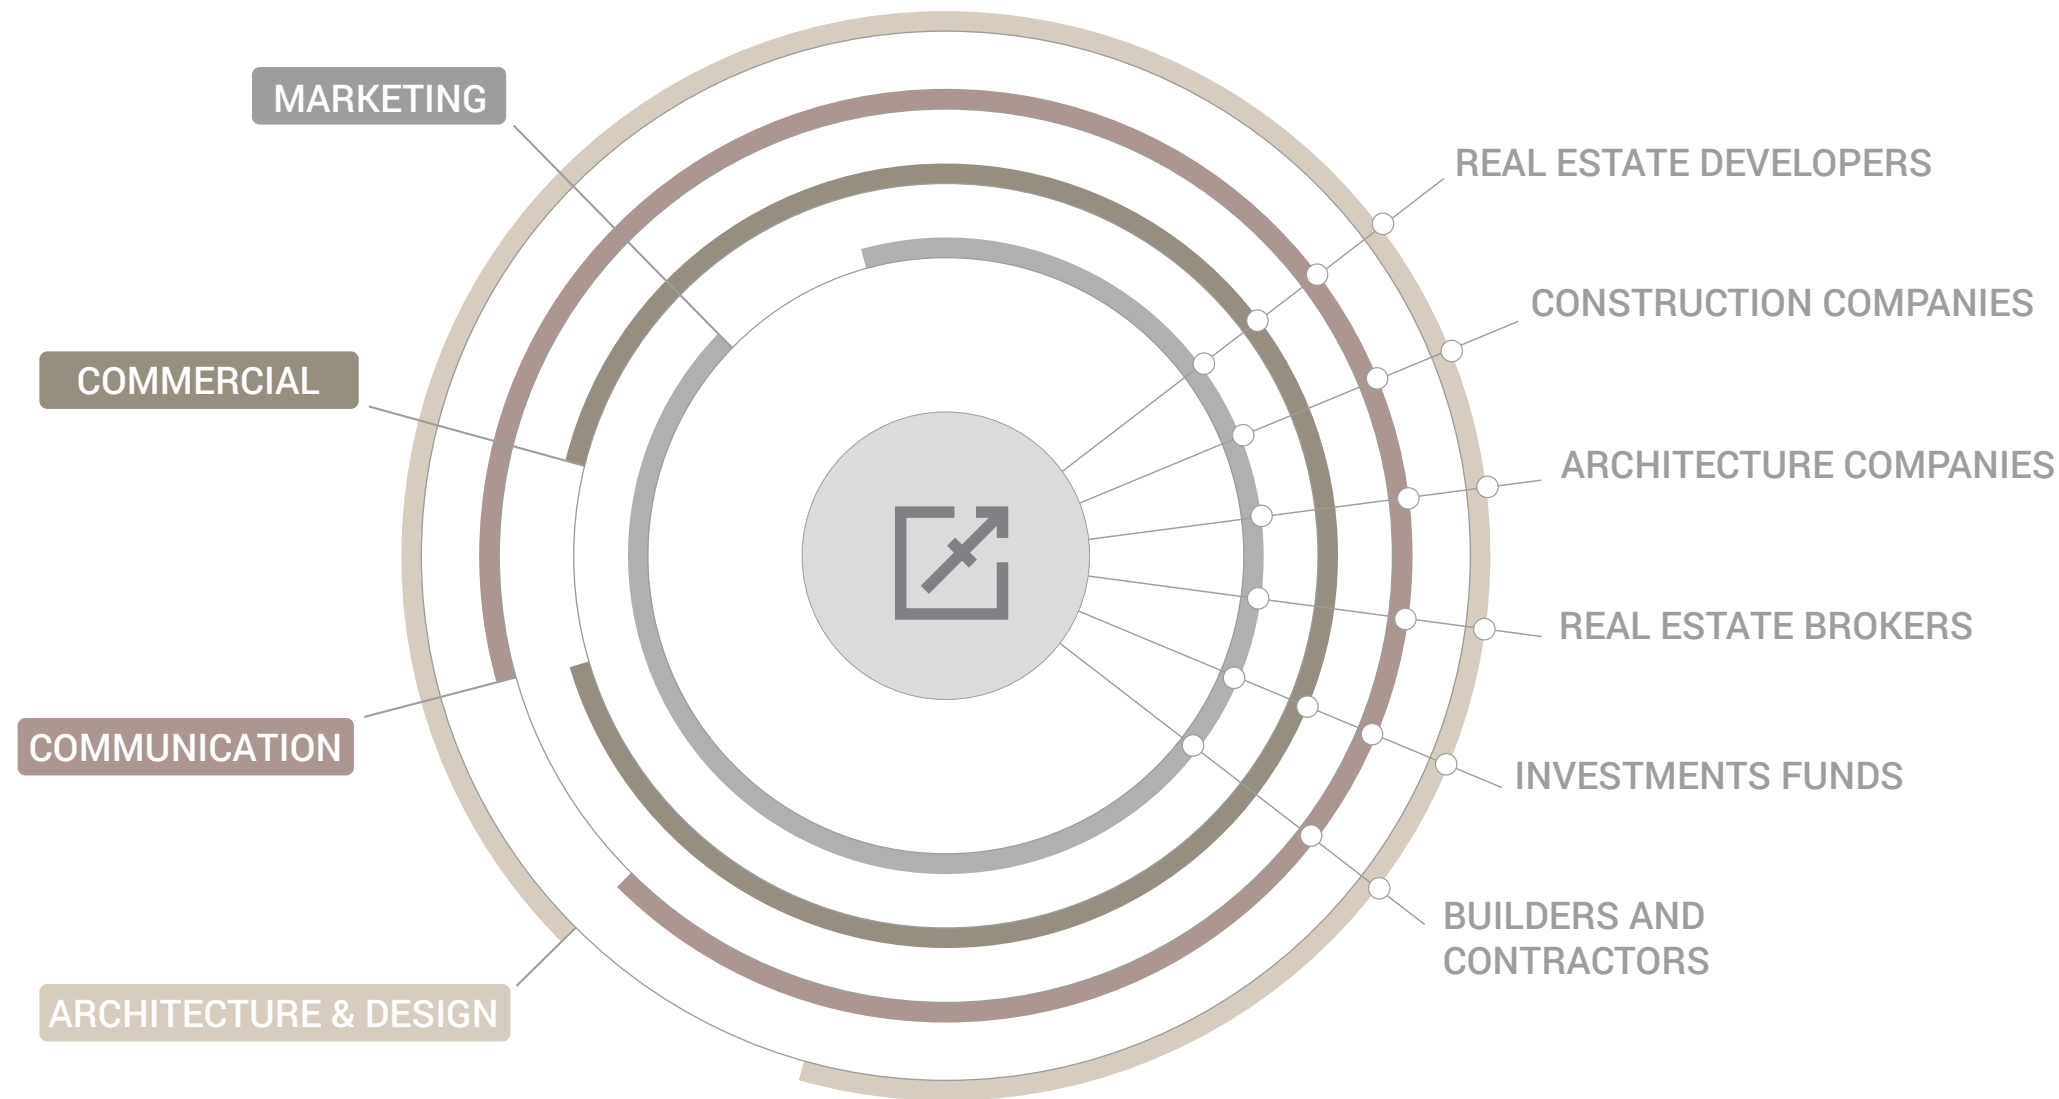 MARKETING
COMMERCIAL
COMMUNICATION
ARCHITECTURE & DESIGN
REAL ESTATE DEVELOPERS
CONSTRUCTION COMPANIES
ARCHITECTURE COMPANIES
REAL ESTATE BROKERS
INVESTMENTS FUNDS
BUILDERS AND
CONTRACTORS